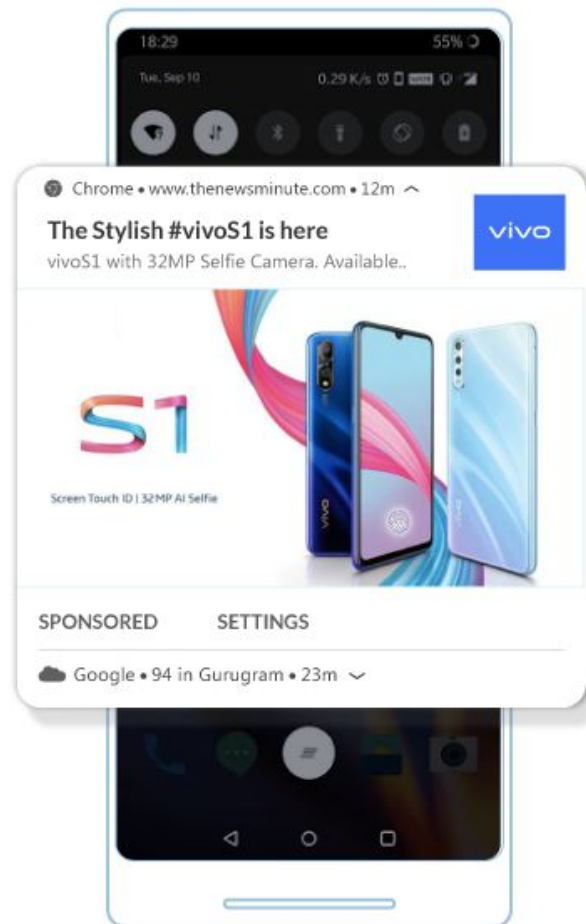 18:29 55%
Tue, Sep 10 0.29 K/s
Chrome • www.thenewsminute.com • 12m
The Stylish #vivoS1 is here
vivoS1 with 32MP Selfie Camera. Available..
vivo
S1
Screen Touch ID | 32MP AI Selfie
vivo
vivo
SPONSORED SETTINGS
Google • 94 in Gurugram • 23m